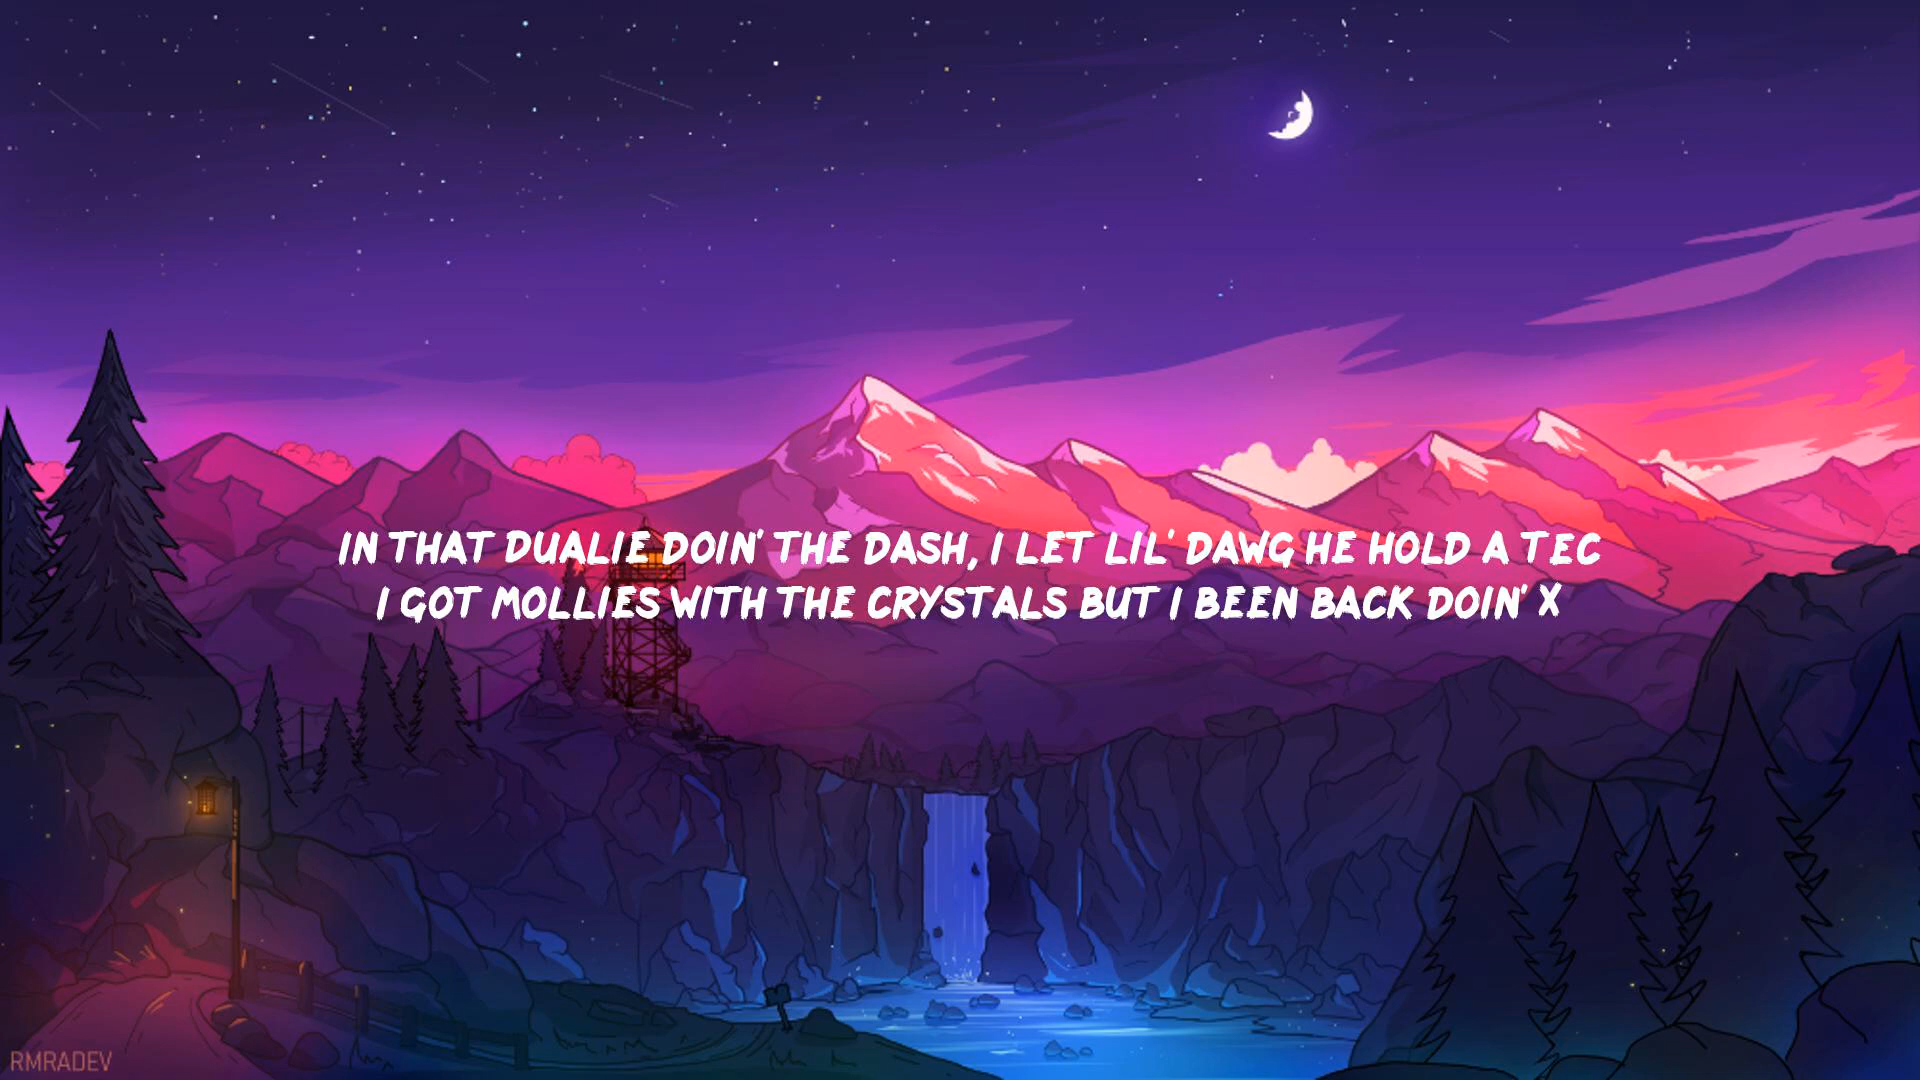 IN THAT DUALIE DOIN' THE DASH, I LET LIL' DAWG HE HOLD A TEC
I GOT MOLLIES WITH THE CRYSTALS BUT I BEEN BACK DOIN' X
RMRADEV